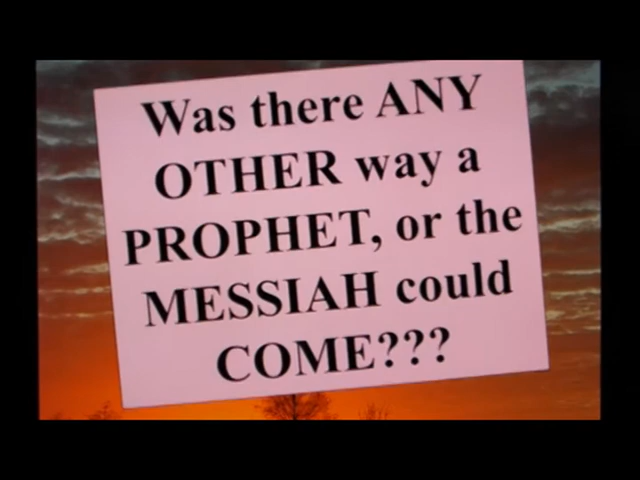 Was there ANY
OTHER way a
PROPHET, or the
MESSIAH could
COME???